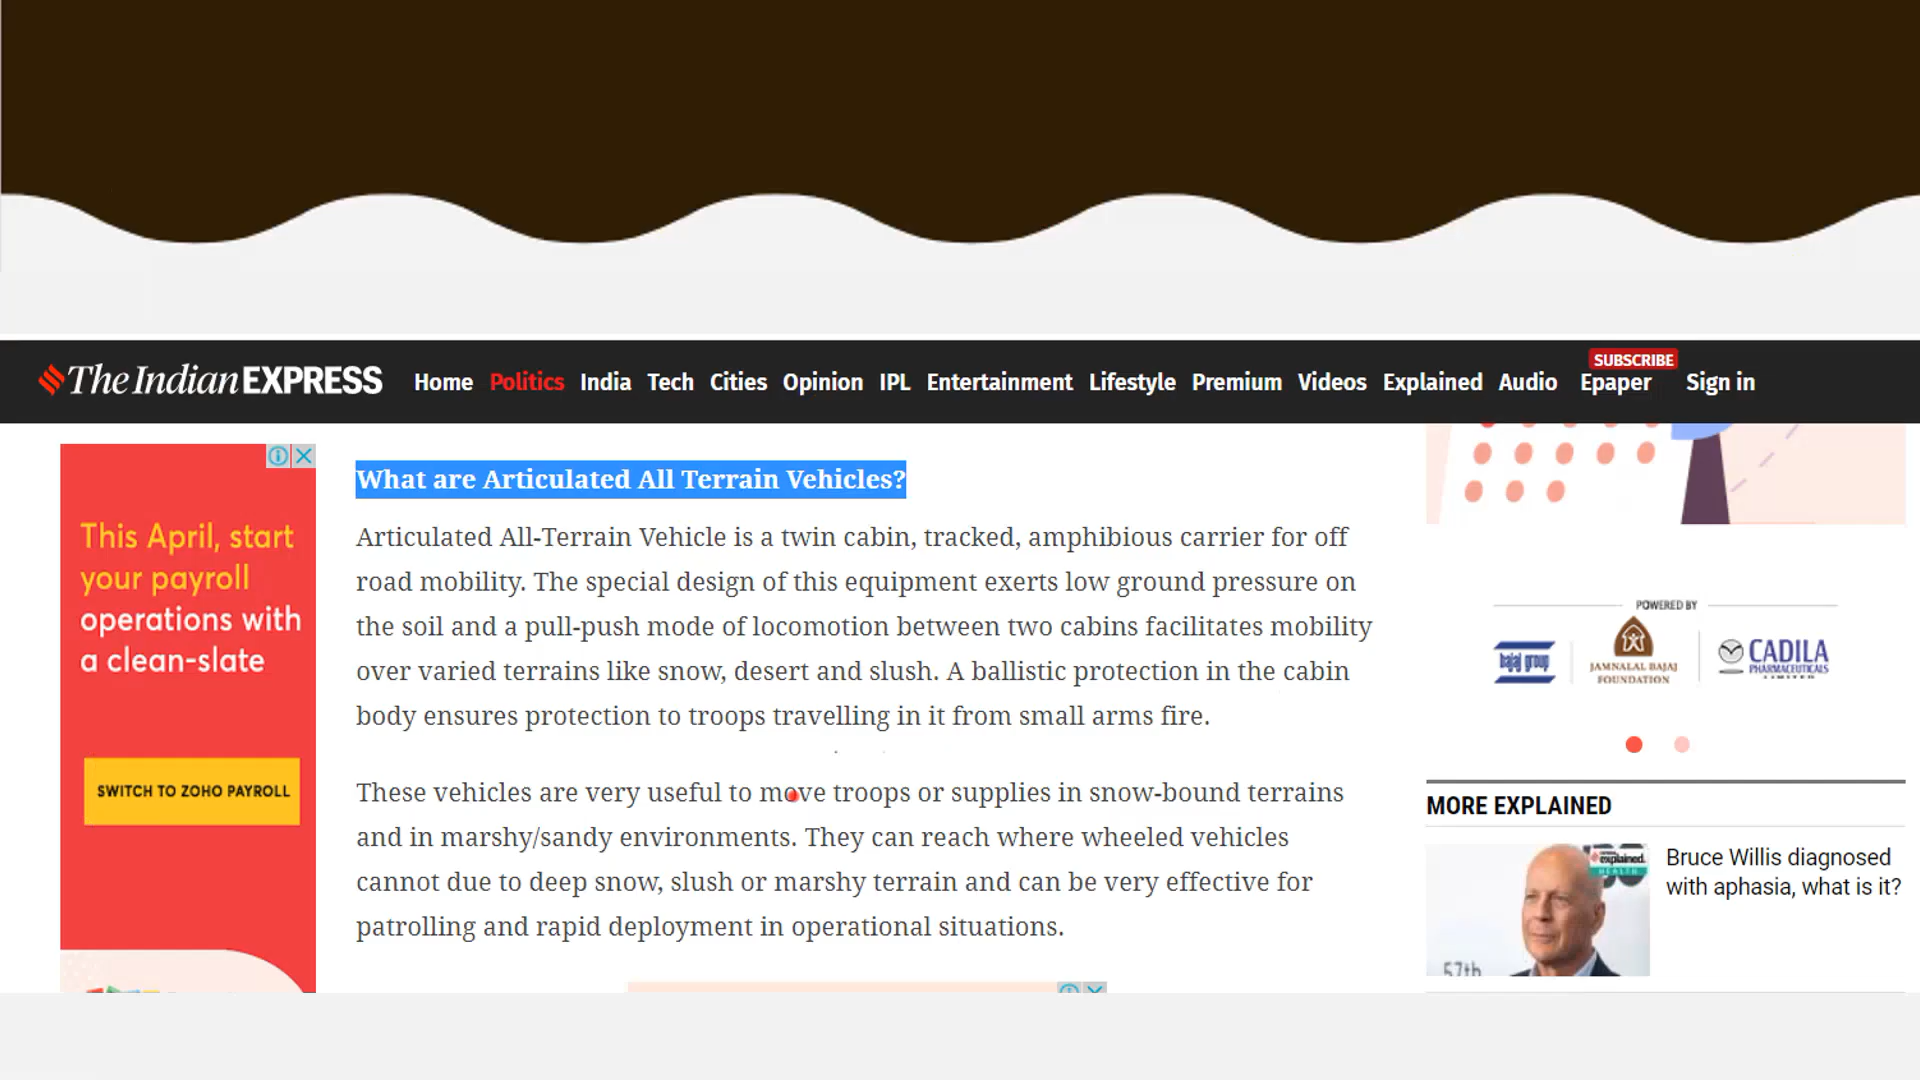 The Indian EXPRESS
Home Politics India Tech Cities Opinion IPL Entertainment Lifestyle Premium Videos Explained Audio Epaper Sign in
SUBSCRIBE
This April, start
your payroll
operations with
a clean-slate
SWITCH TO ZOHO PAYROLL
What are Articulated All Terrain Vehicles?
Articulated All-Terrain Vehicle is a twin cabin, tracked, amphibious carrier for off
road mobility. The special design of this equipment exerts low ground pressure on
the soil and a pull-push mode of locomotion between two cabins facilitates mobility
over varied terrains like snow, desert and slush. A ballistic protection in the cabin
body ensures protection to troops travelling in it from small arms fire.
These vehicles are very useful to move troops or supplies in snow-bound terrains
and in marshy/sandy environments. They can reach where wheeled vehicles
cannot due to deep snow, slush or marshy terrain and can be very effective for
patrolling and rapid deployment in operational situations.
POWERED BY
bajaj group
JAMNALAL BAJAJ
FOUNDATION
CADILA
PHARMACEUTICALS
LIMITED
MORE EXPLAINED
explained.
HEALTH
57th
Bruce Willis diagnosed
with aphasia, what is it?